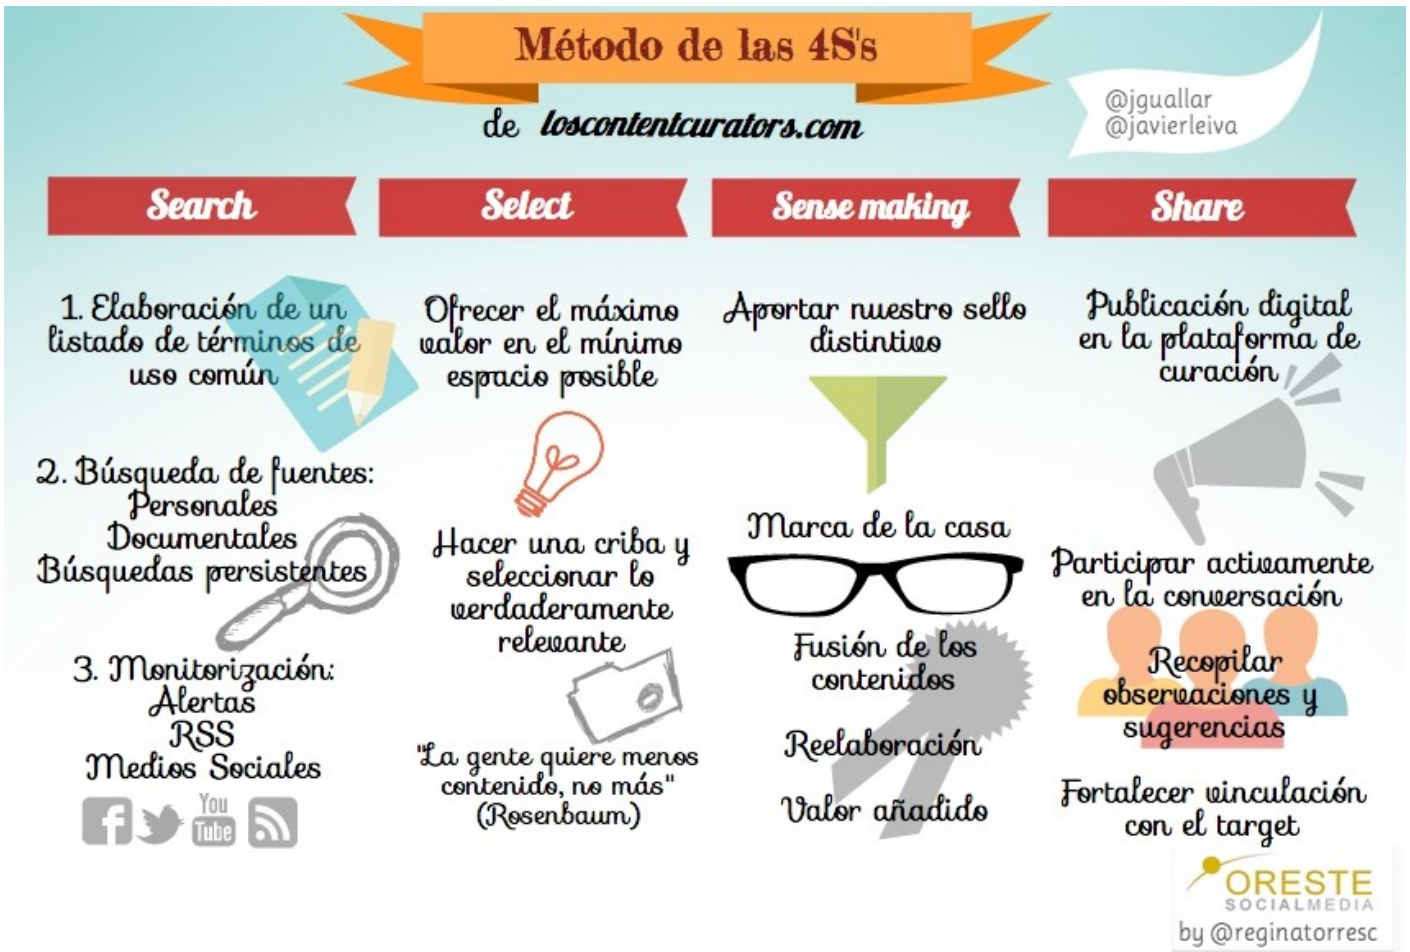 Método de las 4S's
de loscontentcurators.com
@jguallar
@javierleiva
Search
1. Elaboración de un
listado de términos de
uso común
2. Búsqueda de fuentes:
Personales
Documentales
Búsquedas persistentes
3. Monitorización:
Alertas
RSS
Medios Sociales
You
Tube
Select
Ofrecer el máximo
valor en el mínimo
espacio posible
Hacer una criba y
seleccionar lo
verdaderamente
relevante
"La gente quiere menos
contenido, no más"
(Rosenbaum)
Sense making
Aportar nuestro sello
distintivo
Marca de la casa
Fusión de los
contenidos
Reelaboración
Valor añadido
Share
Publicación digital
en la plataforma de
curación
Participar activamente
en la conversación
Recopilar
observaciones y
sugerencias
Fortalecer vinculación
con el target
ORESTE
SOCIALMEDIA
by @reginatorresc